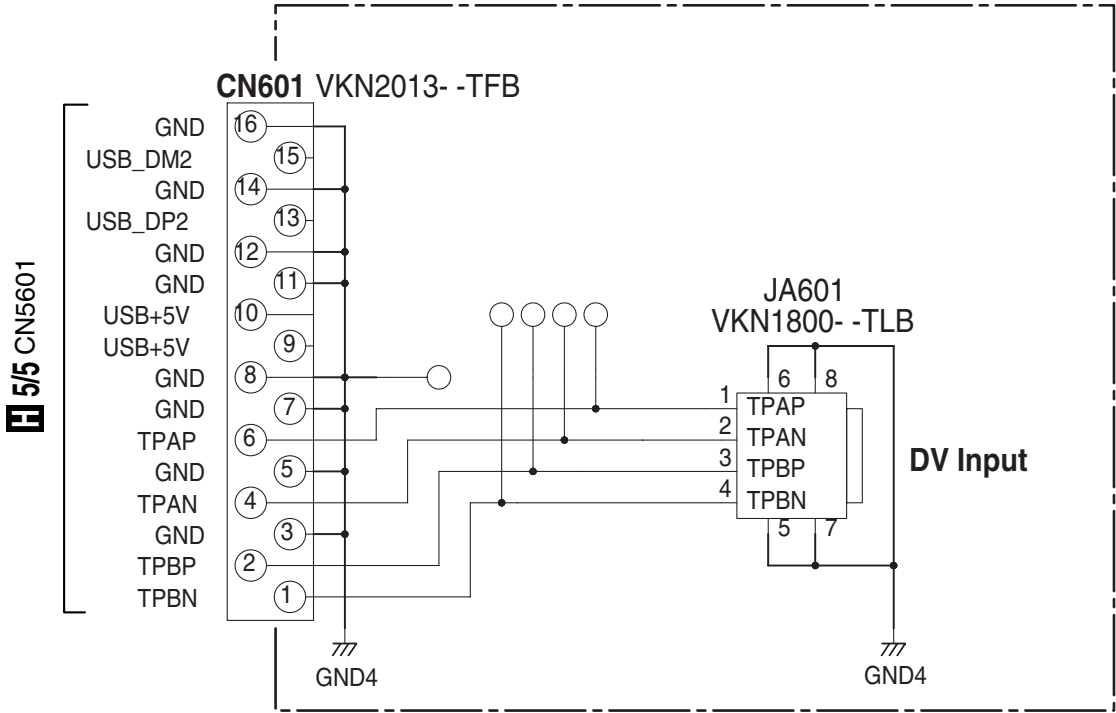 CN601 VKN2013- -TFB
GND 16
USB_DM2 15
GND 14
USB_DP2 13
GND 12
GND 11
USB+5V 10
USB+5V 9
GND 8
GND 7
TPAP 6
GND 5
TPAN 4
GND 3
TPBP 2
TPBN 1
H 5/5 CN5601
GND4
JA601
VKN1800- -TLB
6 8
1 TPAP
2 TPAN
3 TPBP
4 TPBN
5 7
DV Input
GND4